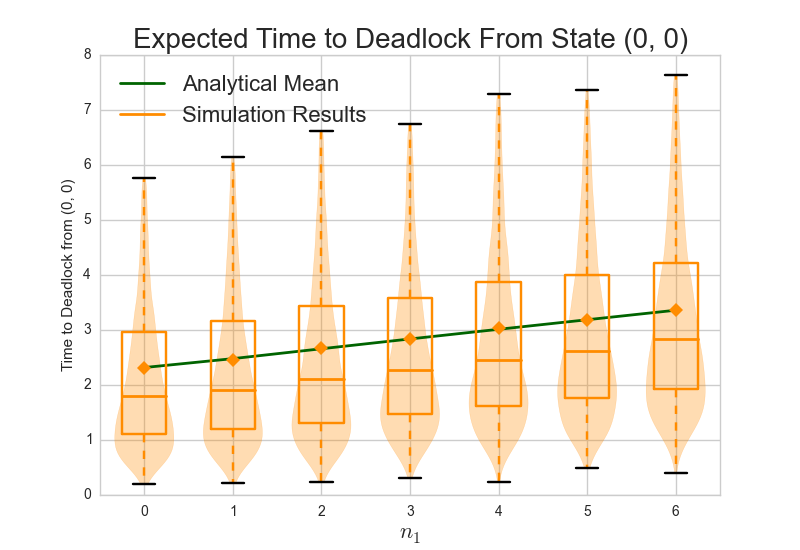 Expected Time to Deadlock From State (0, 0)
Analytical Mean
Simulation Results
Time to Deadlock from (0, 0)
8
7
6
5
4
3
2
1
0
0 1 2 3 4 5 6
n₁